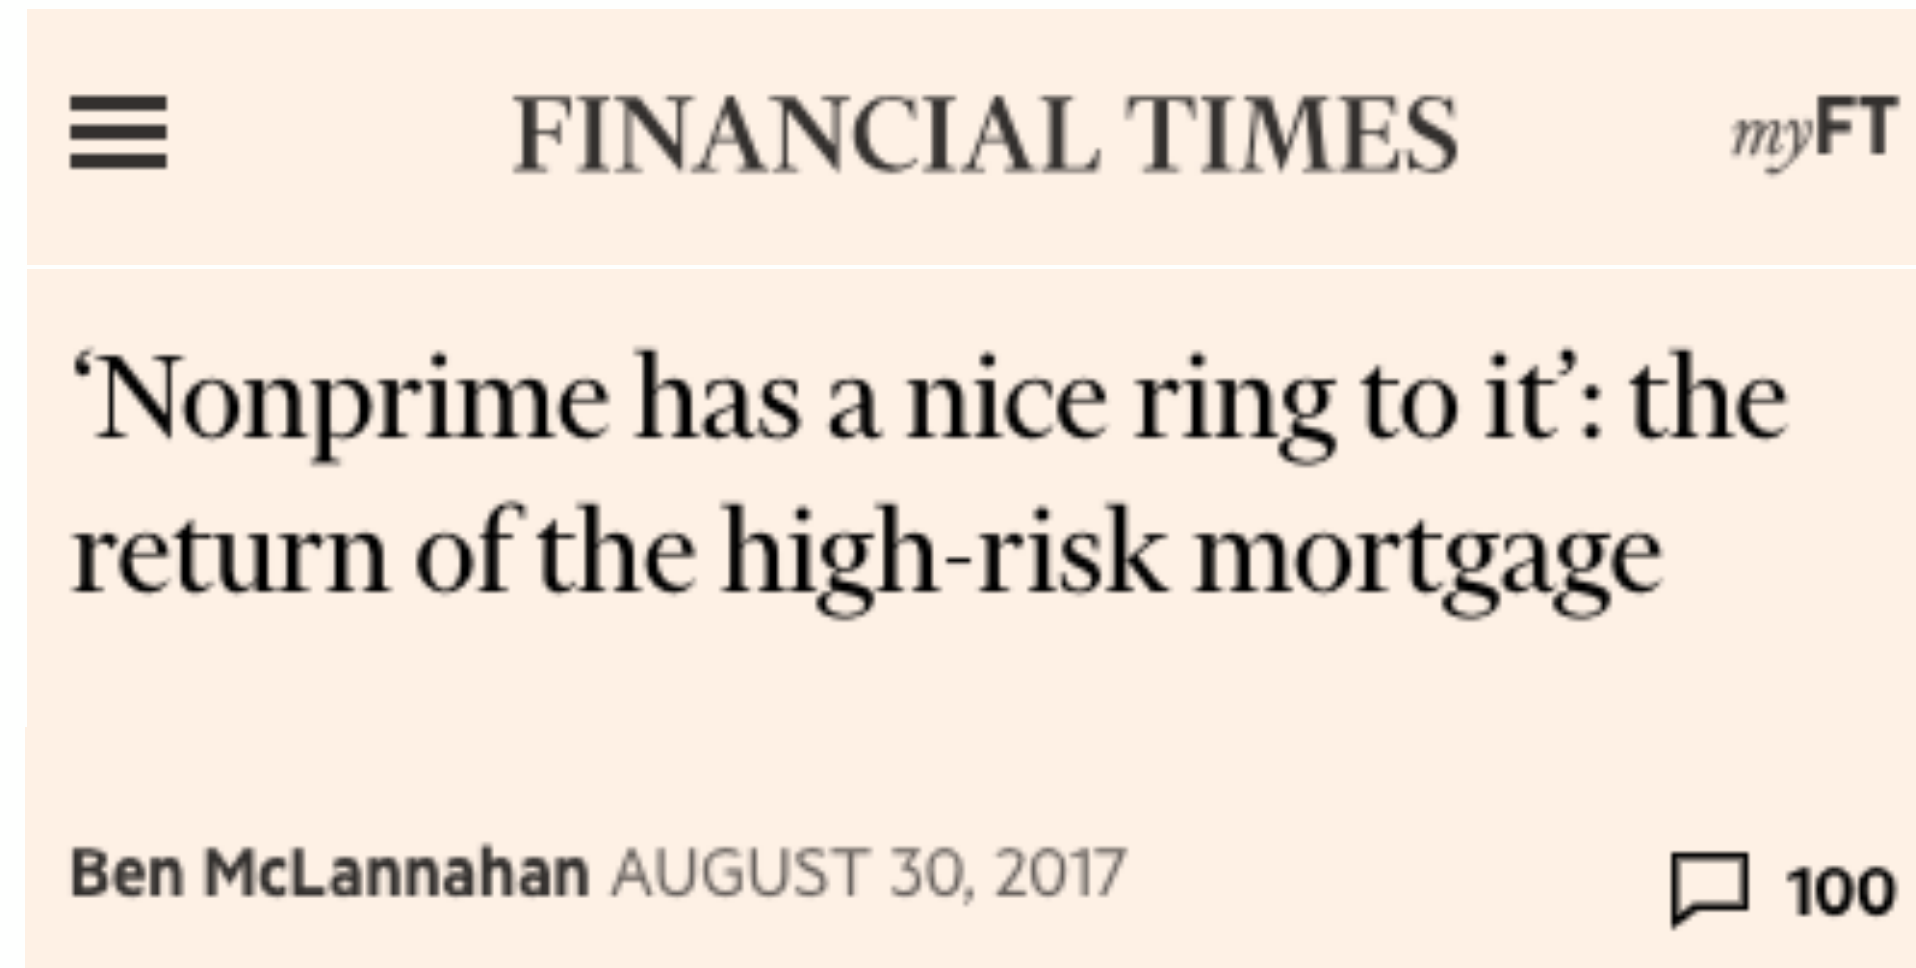 FINANCIAL TIMES
myFT
‘Nonprime has a nice ring to it’: the
return of the high-risk mortgage
Ben McLannahan AUGUST 30, 2017
100